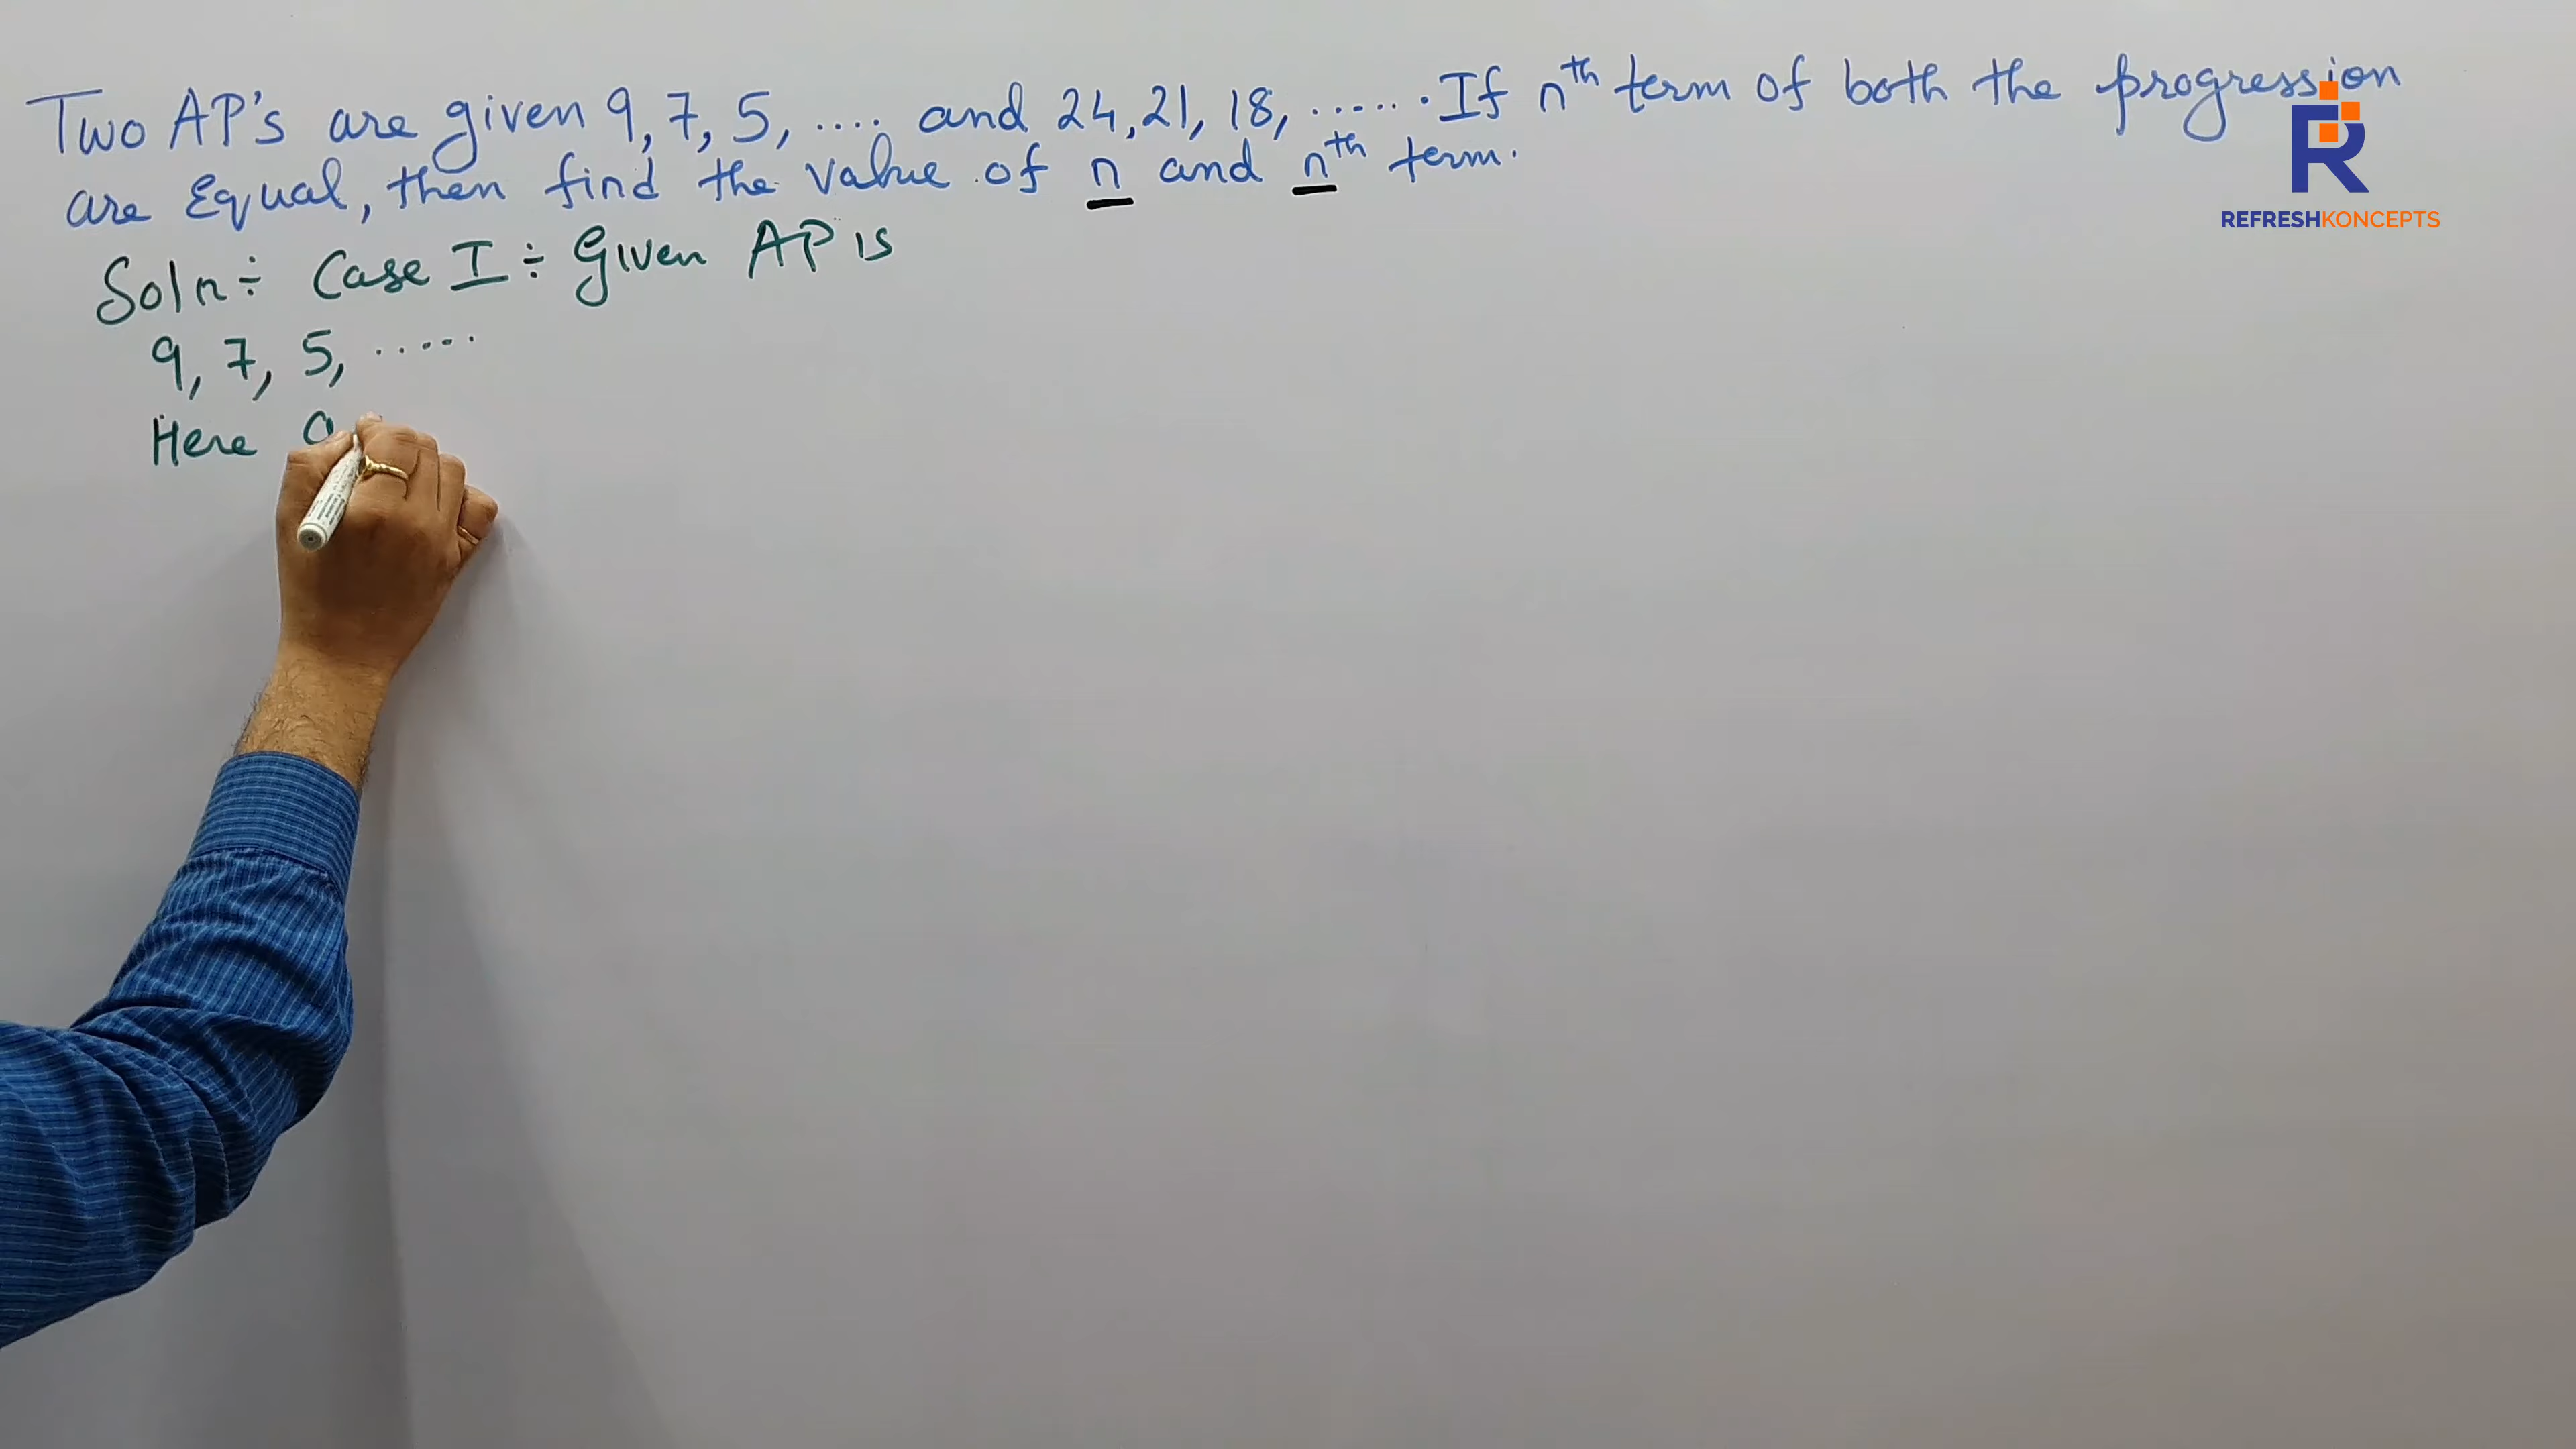 Two AP's are given 9, 7, 5, .... and 24, 21, 18, ....... If nth term of both the progression
are Equal, then find the value of n and nth term.
REFRESHKONCEPTS
Soln÷ Case I÷ Given AP is
9, 7, 5, .....
Here